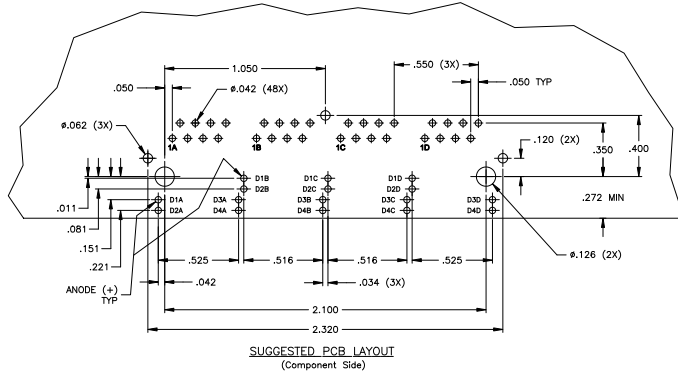 1.050
.550 (3X)
.050
ø.042 (48X)
.050 TYP
ø.062 (3X)
1A
1B
1C
1D
.120 (2X)
.350
.400
D1B
D1C
D1D
D2B
D2C
D2D
.011
.272 MIN
D1A
D3A
D3B
D3C
D3D
D2A
D4A
D4B
D4C
D4D
.081
.151
.221
.525
.516
.516
.525
ø.126 (2X)
ANODE (+)
TYP
.042
.034 (3X)
2.100
2.320
SUGGESTED PCB LAYOUT
(Component Side)